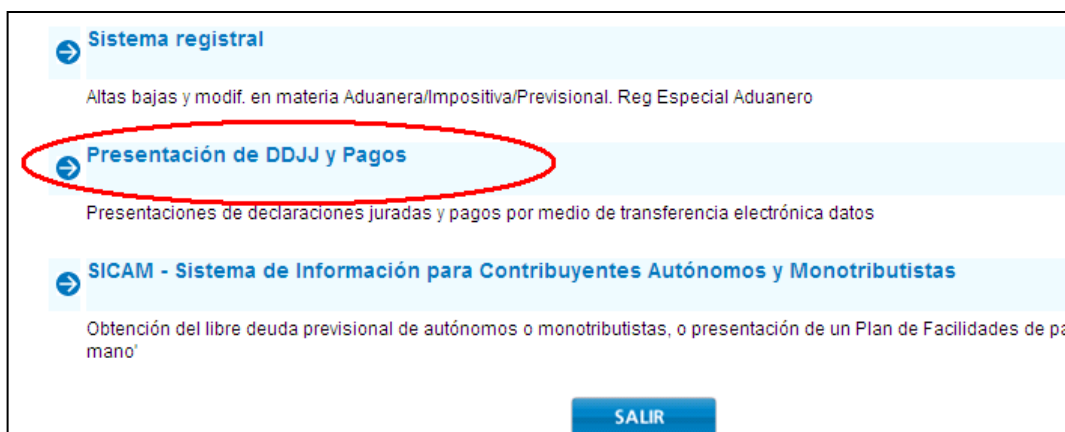 Sistema registral
Altas bajas y modif. en materia Aduanera/Impositiva/Previsional. Reg Especial Aduanero
Presentación de DDJJ y Pagos
Presentaciones de declaraciones juradas y pagos por medio de transferencia electrónica datos
SICAM - Sistema de Información para Contribuyentes Autónomos y Monotributistas
Obtención del libre deuda previsional de autónomos o monotributistas, o presentación de un Plan de Facilidades de
mano'
SALIR